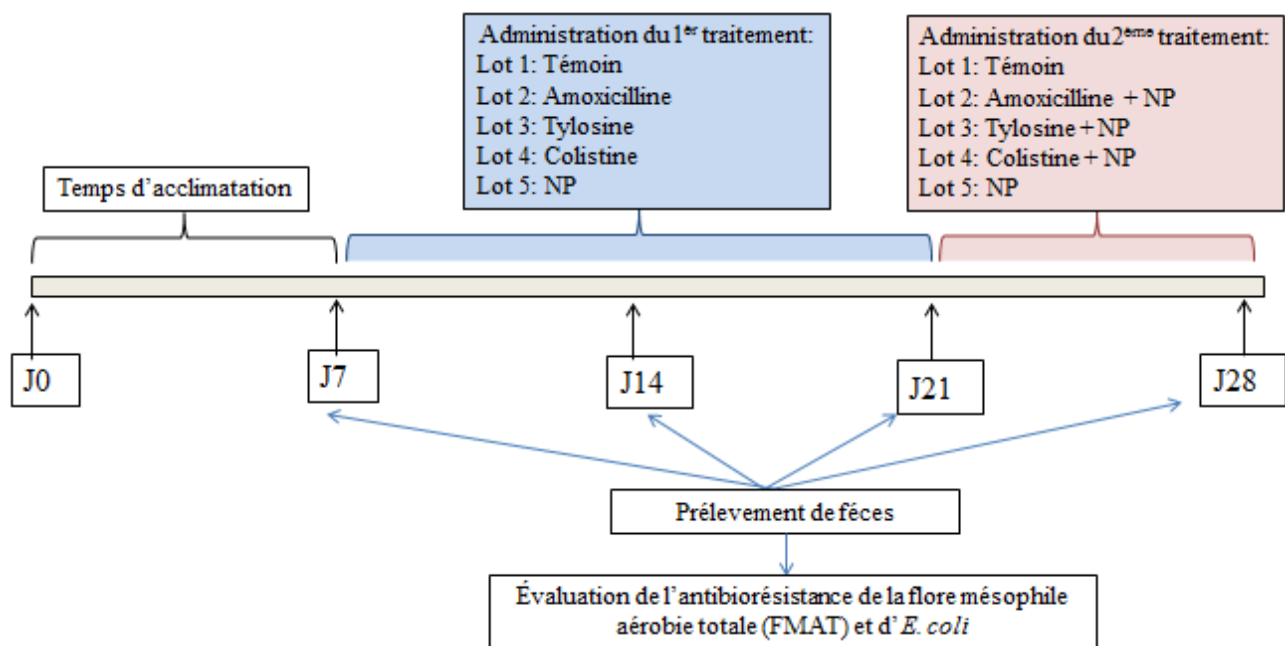 Administration du 1er traitement:
Lot 1: Témoin
Lot 2: Amoxicilline
Lot 3: Tylosine
Lot 4: Colistine
Lot 5: NP
Administration du 2ème traitement:
Lot 1: Témoin
Lot 2: Amoxicilline + NP
Lot 3: Tylosine + NP
Lot 4: Colistine + NP
Lot 5: NP
Temps d'acclimatation
J0
J7
J14
J21
J28
Prélevement de féces
Évaluation de l'antibiorésistance de la flore mésophile
aérobie totale (FMAT) et d' E. coli